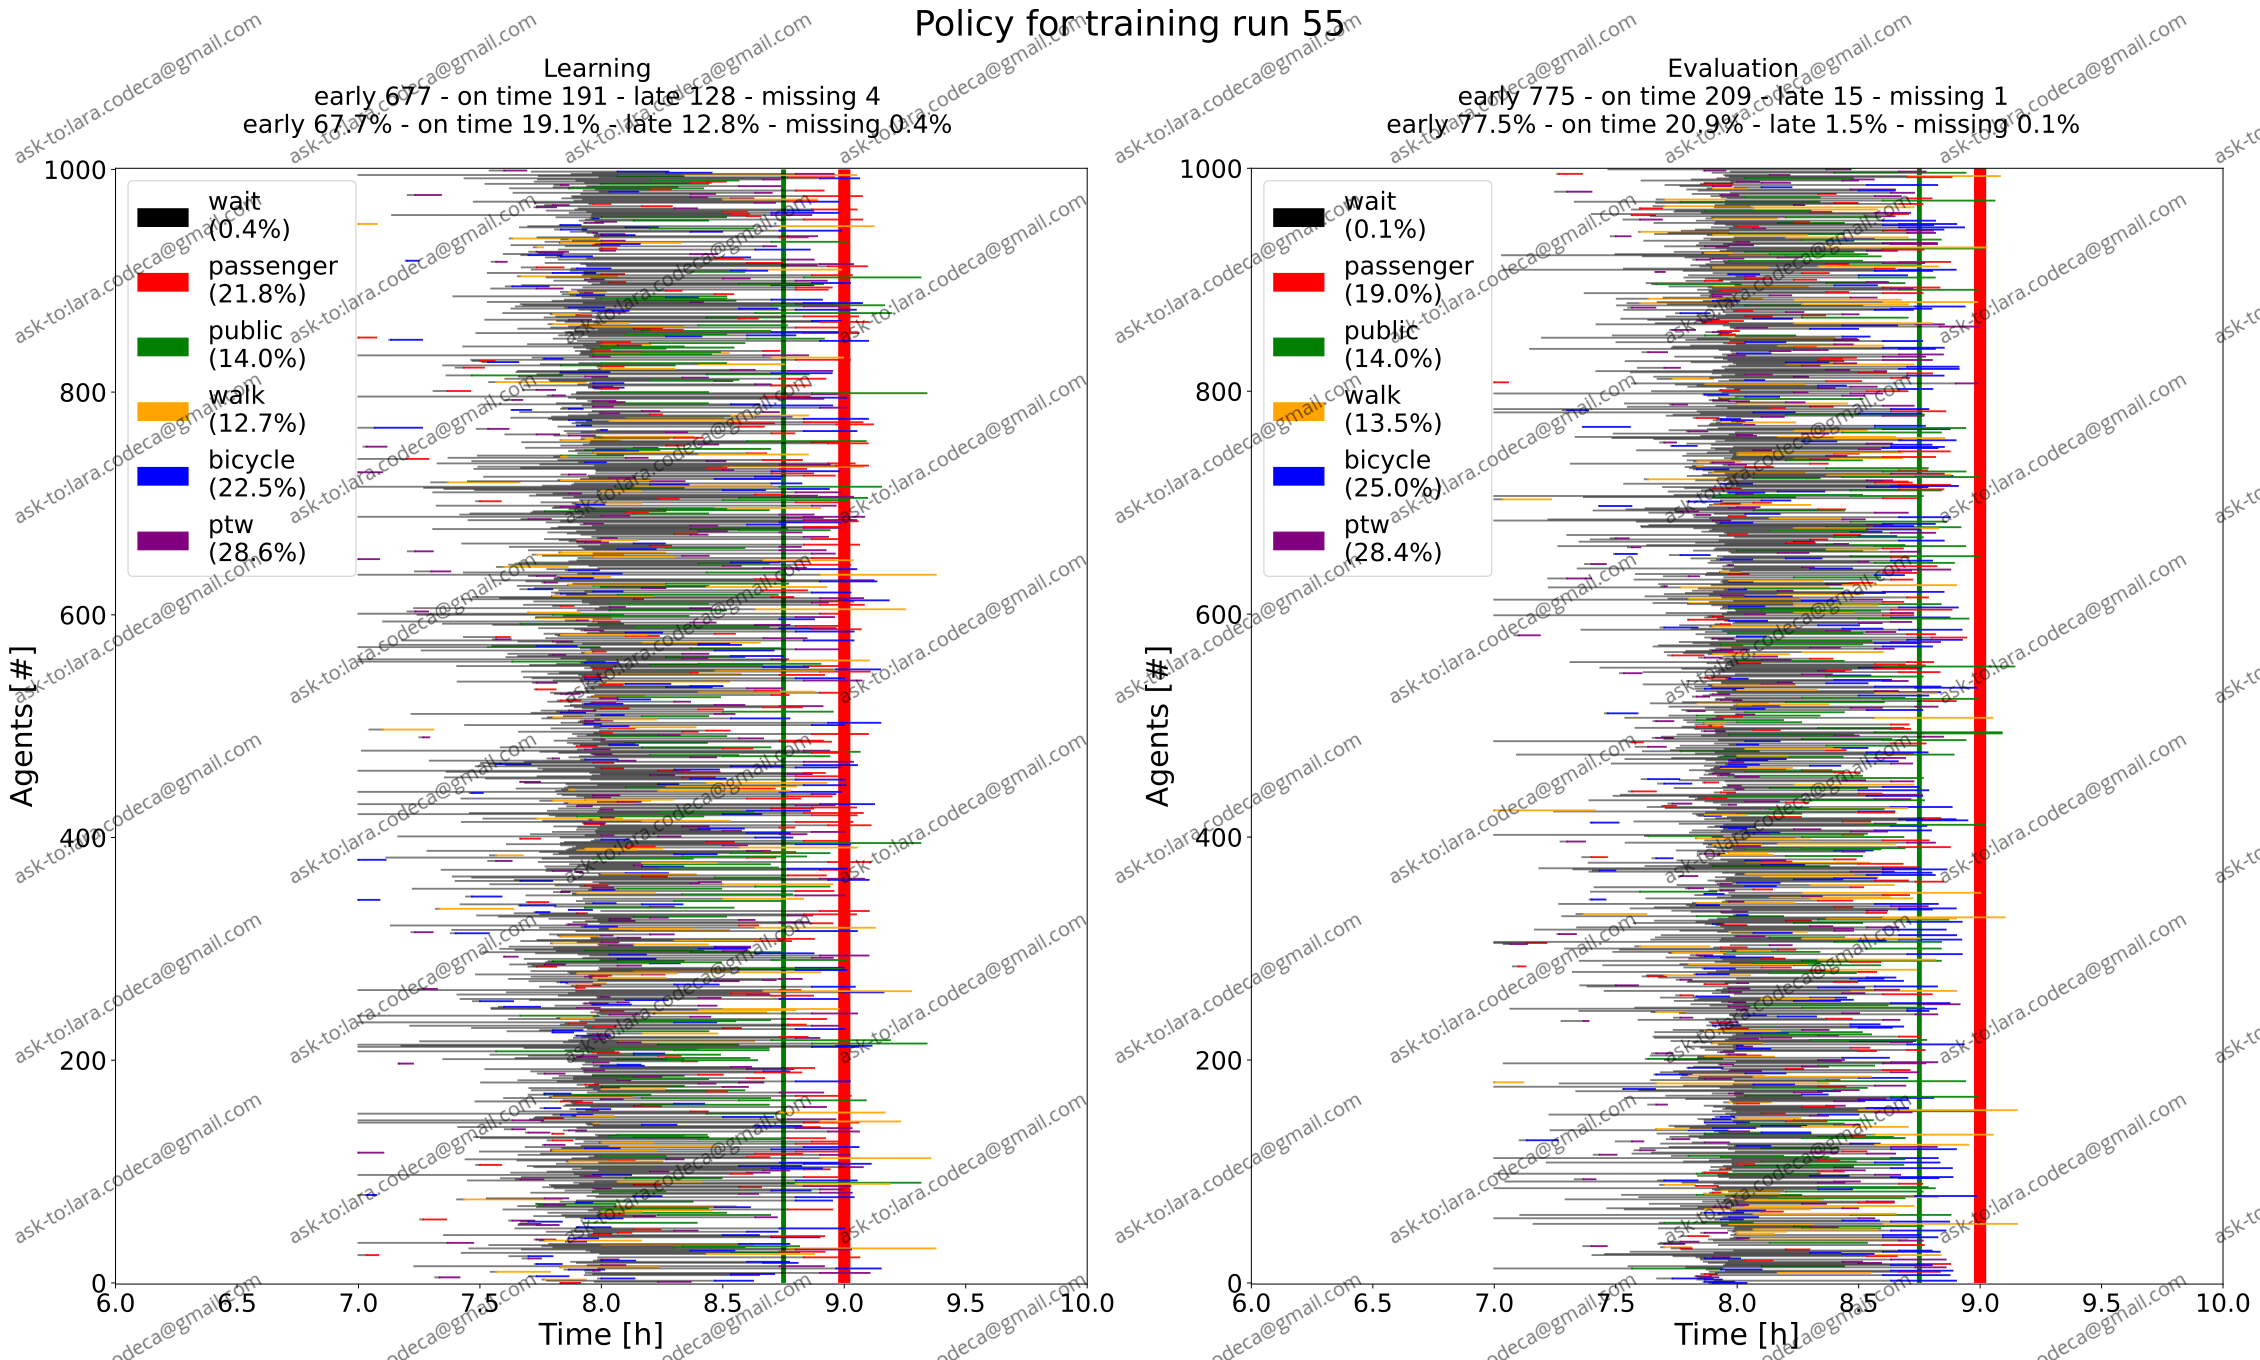 Policy for training run 55
Learning
early 677 - on time 191 - late 128 - missing 4
early 67.7% - on time 19.1% - late 12.8% - missing 0.4%
1000
800
600
400
200
0
Agents [#]
wait
(0.4%)
passenger
(21.8%)
public
(14.0%)
walk
(12.7%)
bicycle
(22.5%)
ptw
(28.6%)
6.0 6.5 7.0 7.5 8.0 8.5 9.0 9.5 10.0
Time [h]
Evaluation
early 775 - on time 209 - late 15 - missing 1
early 77.5% - on time 20.9% - late 1.5% - missing 0.1%
1000
800
600
400
200
0
Agents [#]
wait
(0.1%)
passenger
(19.0%)
public
(14.0%)
walk
(13.5%)
bicycle
(25.0%)
ptw
(28.4%)
6.0 6.5 7.0 7.5 8.0 8.5 9.0 9.5 10.0
Time [h]
ask-to:lara.codeca@gmail.com